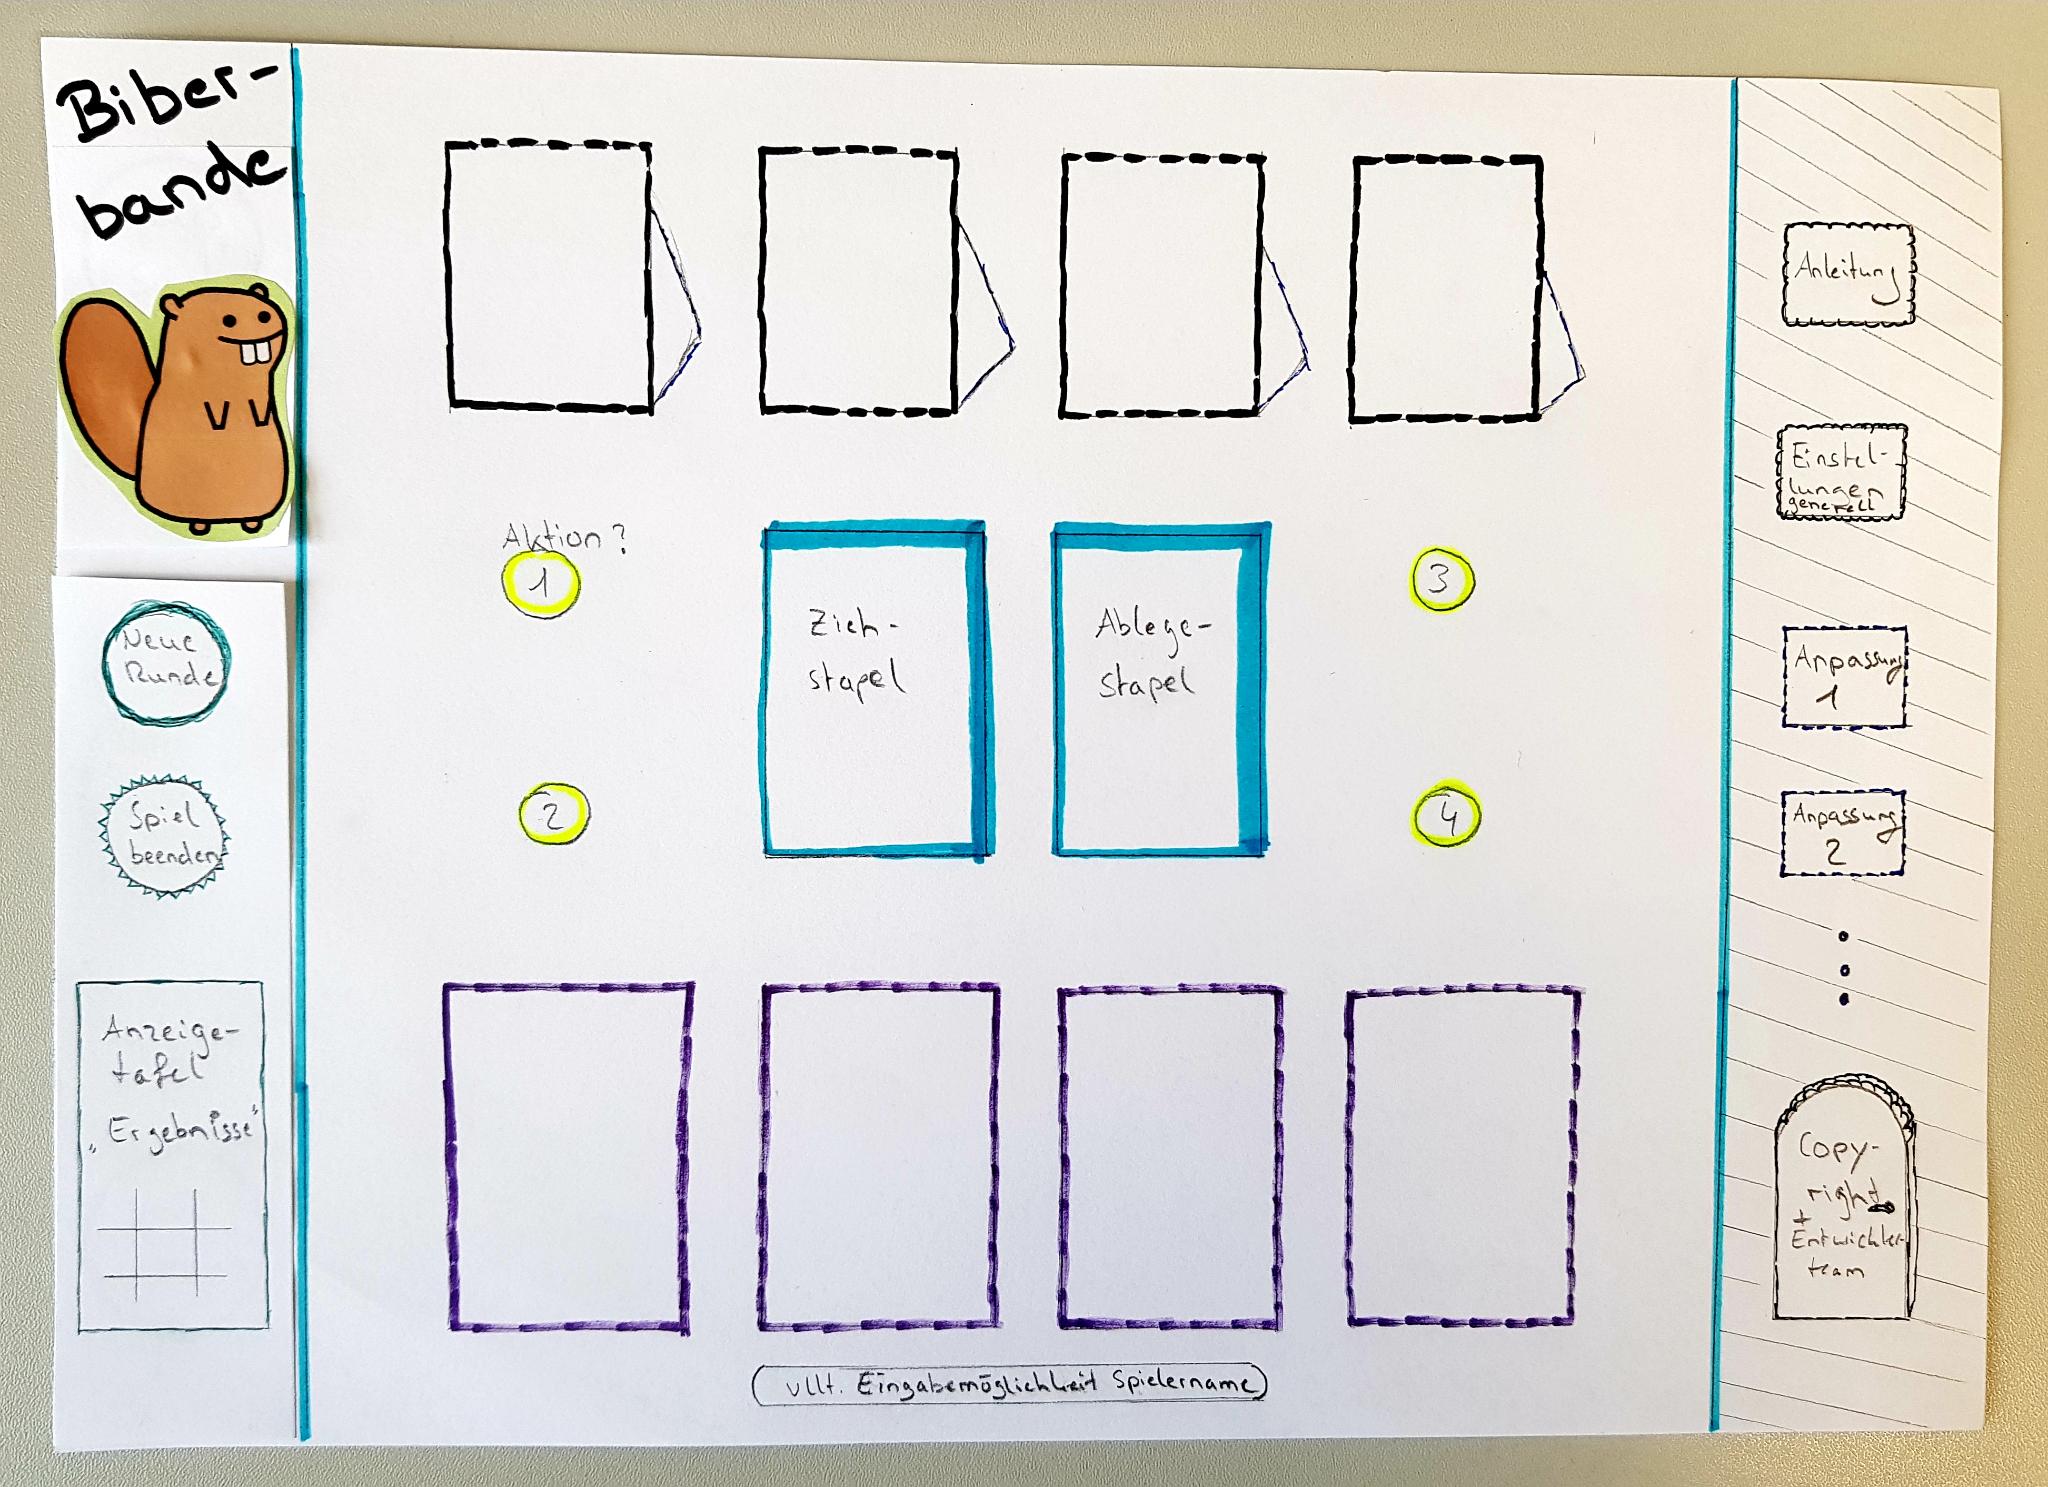 Biber-
bande
Neue
Runde
Spiel
beenden
Anzeige-
tafel
„Ergebnisse"
Aktion?
1
2
Zieh-
stapel
Ablege-
stapel
3
4
vllt. Eingabemöglichkeit Spielername
Anleitung
Einstel-
lungen
generell
Anpassung
1
Anpassung
2
Copy-
right
+
Entwickler-
team